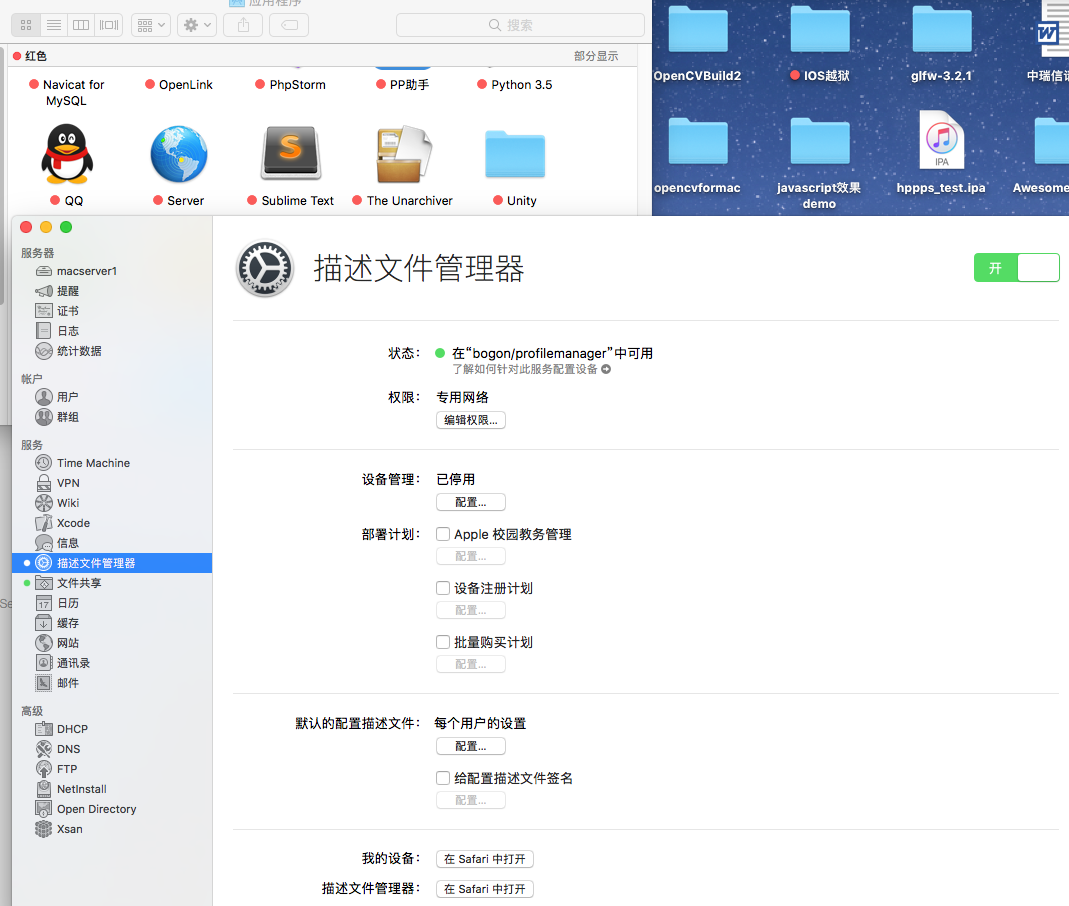 应用程序
搜索
红色
部分显示
Navicat for
MySQL
OpenLink
PhpStorm
PP助手
Python 3.5
QQ
Server
Sublime Text
The Unarchiver
Unity
OpenCVBuild2
IOS越狱
glfw-3.2.1
opencvformac
javascript效果
demo
IPA
hppps_test.ipa
Awesome
服务器
macserver1
提醒
证书
日志
统计数据
帐户
用户
群组
服务
Time Machine
VPN
Wiki
Xcode
信息
描述文件管理器
文件共享
17
日历
缓存
网站
通讯录
邮件
高级
DHCP
DNS
FTP
NetInstall
Open Directory
Xsan
描述文件管理器
开
状态： 在“bogon/profilemanager”中可用
了解如何针对此服务配置设备
权限： 专用网络
编辑权限...
设备管理： 已停用
配置...
部署计划： Apple 校园教务管理
配置...
设备注册计划
配置...
批量购买计划
配置...
默认的配置描述文件： 每个用户的设置
配置...
给配置描述文件签名
配置...
我的设备： 在 Safari 中打开
描述文件管理器： 在 Safari 中打开